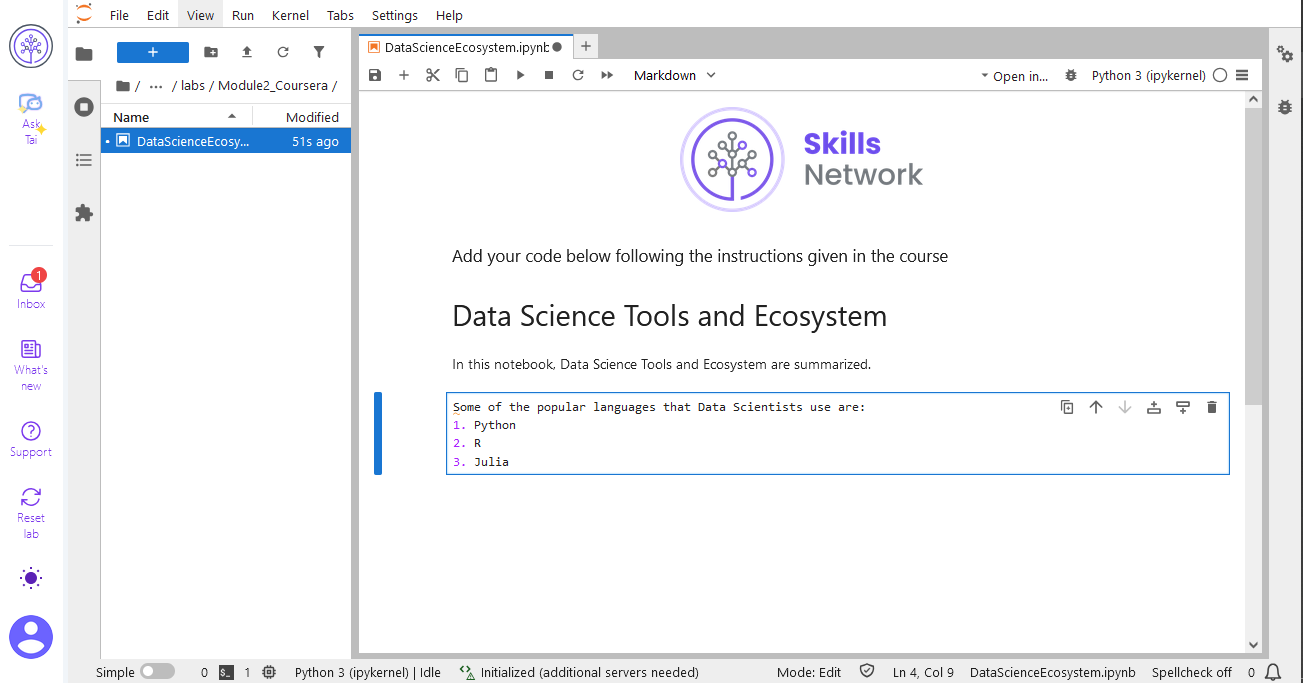 File Edit View Run Kernel Tabs Settings Help
Ask
Tai
1
Inbox
What's
new
Support
Reset
lab
+
/ ... / labs / Module2_Coursera /
Name Modified
DataScienceEcosy... 51s ago
DataScienceEcosystem.ipynb
Markdown Open in... Python 3 (ipykernel)
Skills
Network
Add your code below following the instructions given in the course
Data Science Tools and Ecosystem
In this notebook, Data Science Tools and Ecosystem are summarized.
Some of the popular languages that Data Scientists use are:
1. Python
2. R
3. Julia
Simple 0 $_ 1 Python 3 (ipykernel) | Idle Initialized (additional servers needed) Mode: Edit Ln 4, Col 9 DataScienceEcosystem.ipynb Spellcheck off 0